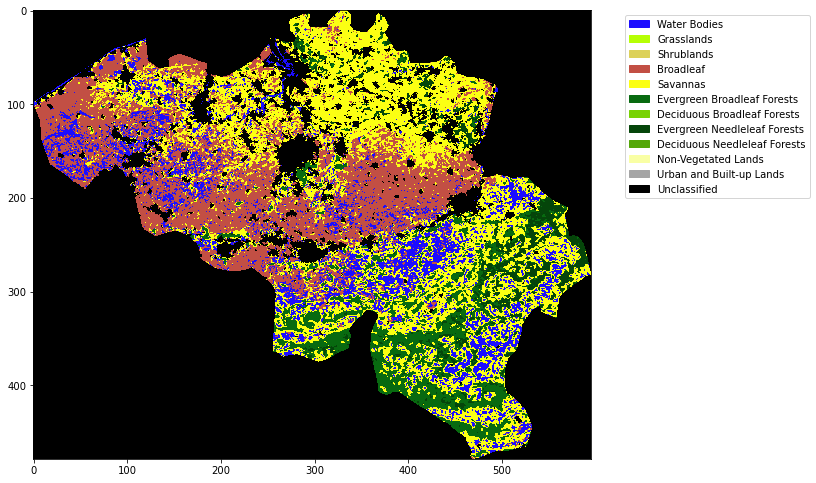 0
100
200
300
400
0 100 200 300 400 500
Water Bodies
Grasslands
Shrublands
Broadleaf
Savannas
Evergreen Broadleaf Forests
Deciduous Broadleaf Forests
Evergreen Needleleaf Forests
Deciduous Needleleaf Forests
Non-Vegetated Lands
Urban and Built-up Lands
Unclassified